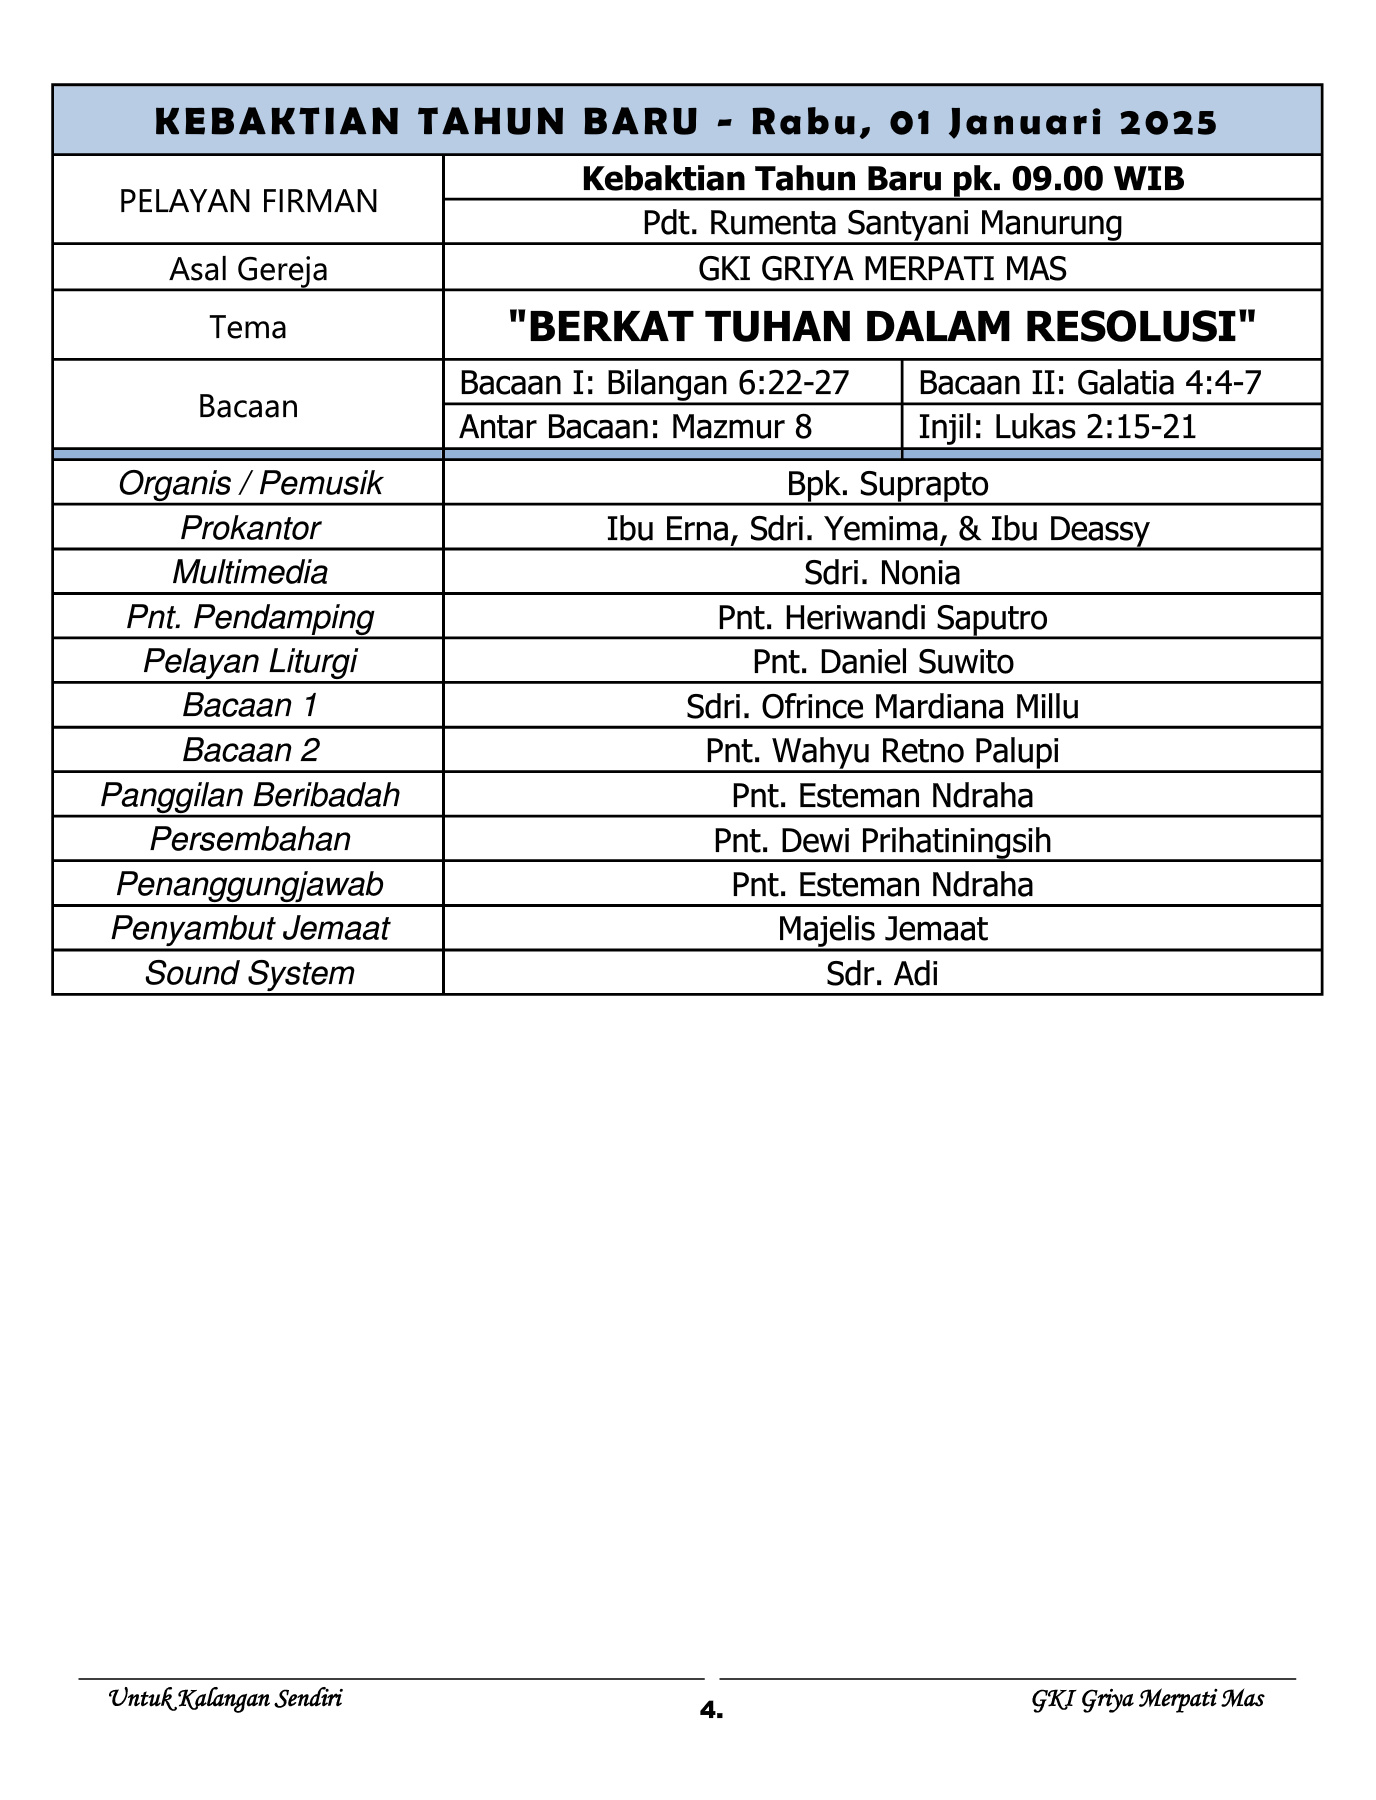 KEBAKTIAN TAHUN BARU - Rabu, 01 Januari 2025
PELAYAN FIRMAN
Kebaktian Tahun Baru pk. 09.00 WIB
Pdt. Rumenta Santyani Manurung
Asal Gereja
GKI GRIYA MERPATI MAS
Tema
"BERKAT TUHAN DALAM RESOLUSI"
Bacaan
Bacaan I: Bilangan 6:22-27
Bacaan II: Galatia 4:4-7
Antar Bacaan: Mazmur 8
Injil: Lukas 2:15-21
Organis / Pemusik
Bpk. Suprapto
Prokantor
Ibu Erna, Sdri. Yemima, & Ibu Deassy
Multimedia
Sdri. Nonia
Pnt. Pendamping
Pnt. Heriwandi Saputro
Pelayan Liturgi
Pnt. Daniel Suwito
Bacaan 1
Sdri. Ofrince Mardiana Millu
Bacaan 2
Pnt. Wahyu Retno Palupi
Panggilan Beribadah
Pnt. Esteman Ndraha
Persembahan
Pnt. Dewi Prihatiningsih
Penanggungjawab
Pnt. Esteman Ndraha
Penyambut Jemaat
Majelis Jemaat
Sound System
Sdr. Adi
Untuk Kalangan Sendiri
4.
GKI Griya Merpati Mas